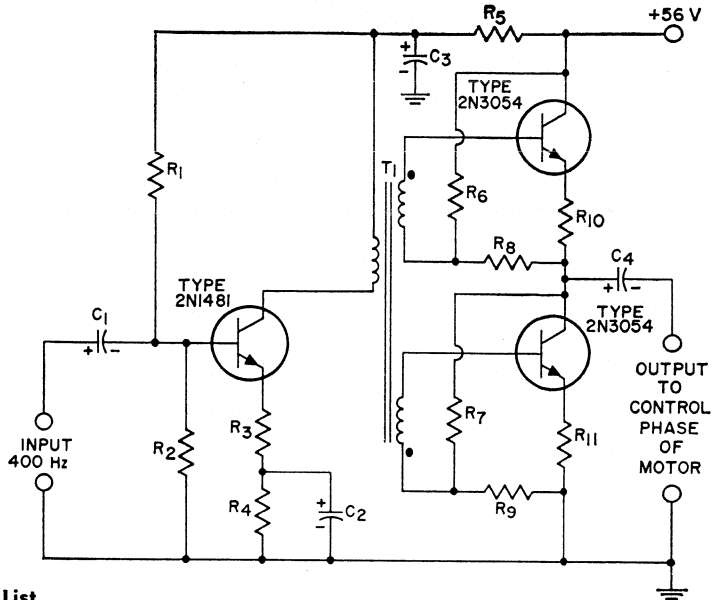 R5
+56 V
+
-
C3
TYPE
2N3054
R1
T1
R6
R10
R8
C4
+
-
TYPE
2N1481
TYPE
2N3054
C1
+
-
OUTPUT
TO
CONTROL
PHASE
OF
MOTOR
INPUT
400 Hz
R2
R3
R7
R11
R4
+
-
C2
R9
List